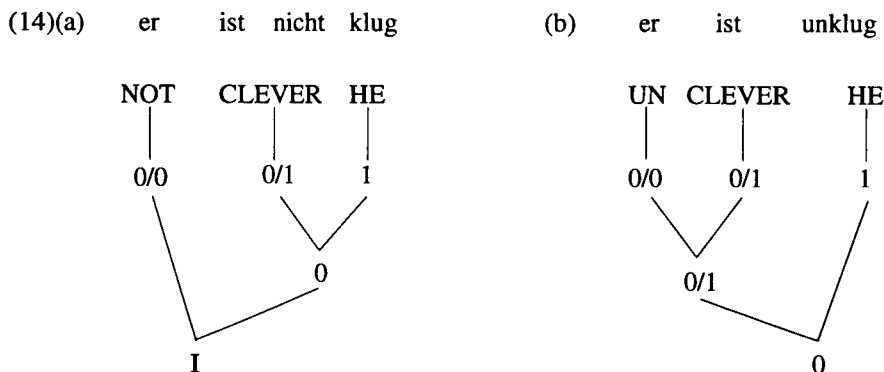 (14)(a) er ist nicht klug (b) er ist unklug
NOT CLEVER HE UN CLEVER HE
0/0 0/1 1 0/0 0/1 1
0 0/1
I 0